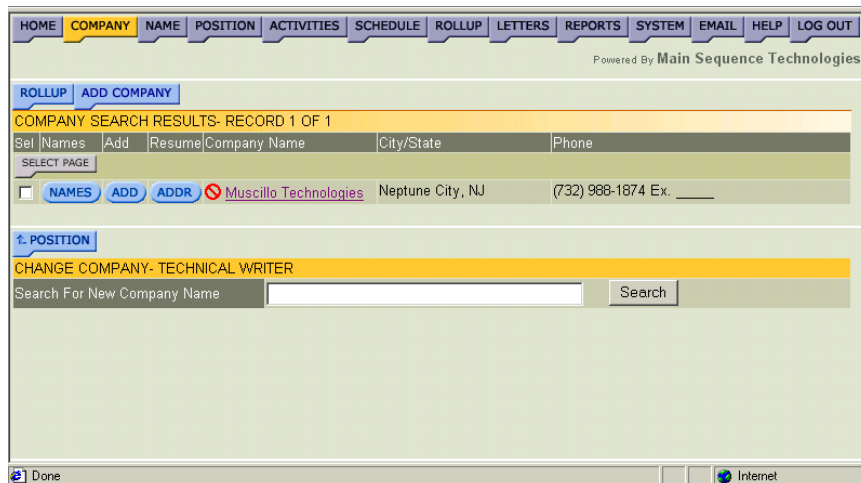 HOME COMPANY NAME POSITION ACTIVITIES SCHEDULE ROLLUP LETTERS REPORTS SYSTEM EMAIL HELP LOG OUT
Powered By Main Sequence Technologies
ROLLUP ADD COMPANY
COMPANY SEARCH RESULTS- RECORD 1 OF 1
Sel Names Add Resume Company Name City/State Phone
SELECT PAGE
NAMES ADD ADDR Muscillo Technologies Neptune City, NJ (732) 988-1874 Ex. _____
POSITION
CHANGE COMPANY- TECHNICAL WRITER
Search For New Company Name Search
Done Internet